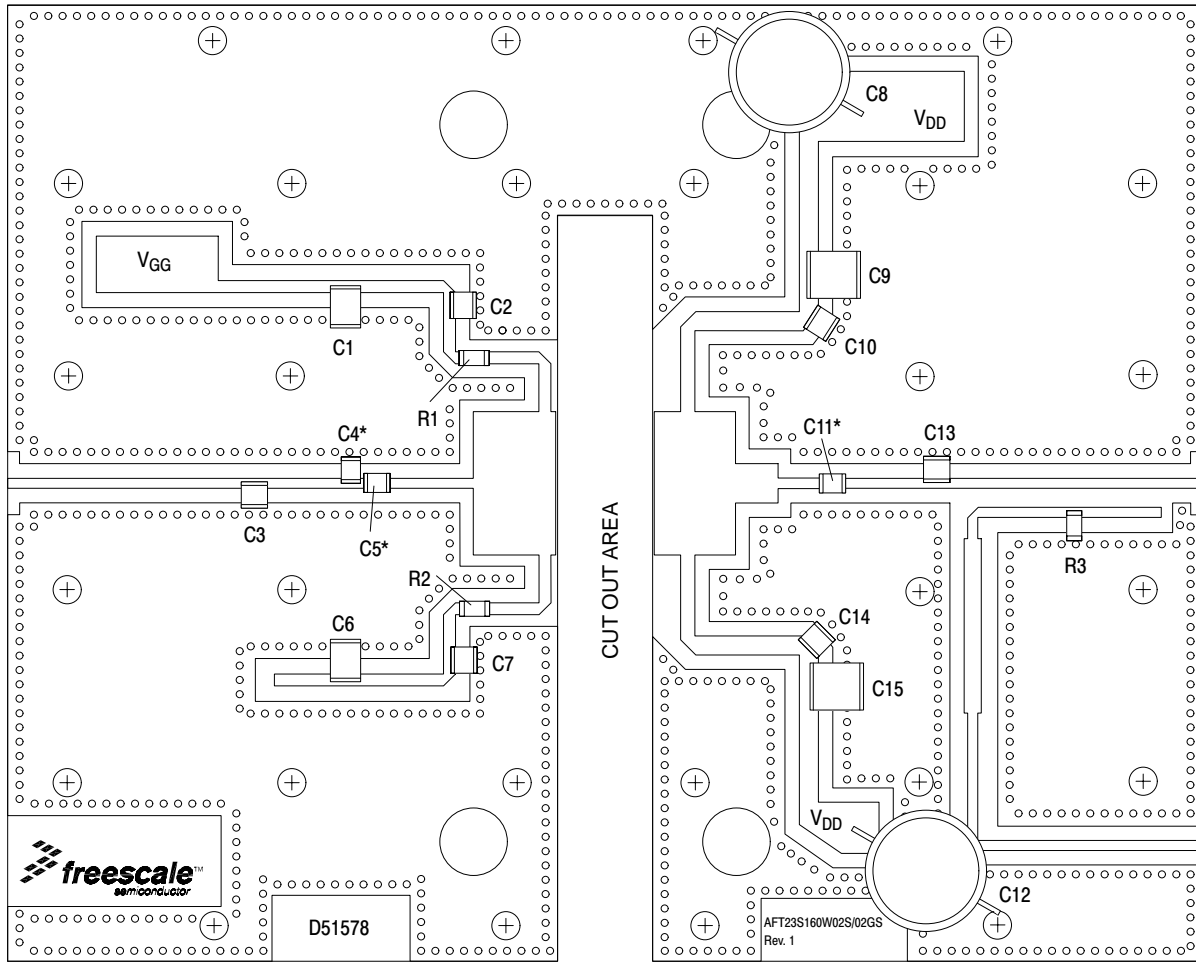 C8
VDD
VGG
C2
C9
C1
C10
R1
C4*
C11*
C13
C3
C5*
R2
R3
CUT OUT AREA
C6
C14
C7
C15
VDD
freescale™
semiconductor
C12
D51578
AFT23S160W02S/02GS
Rev. 1